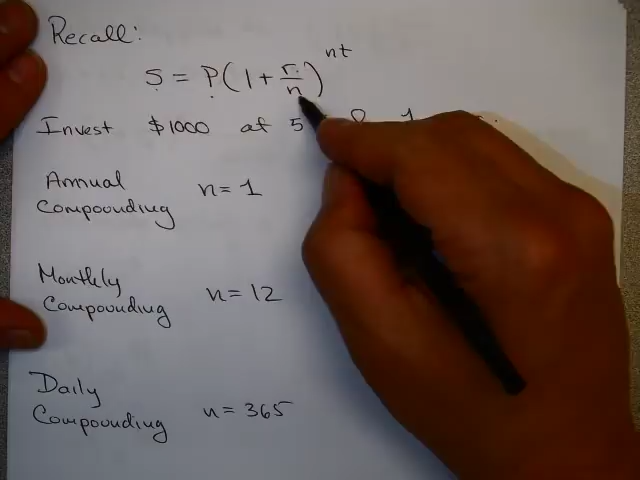 Recall:
S = P(1 + r/n)^nt
Invest $1000 at 5
Annual
Compounding n = 1
Monthly
Compounding n = 12
Daily
Compounding n = 365